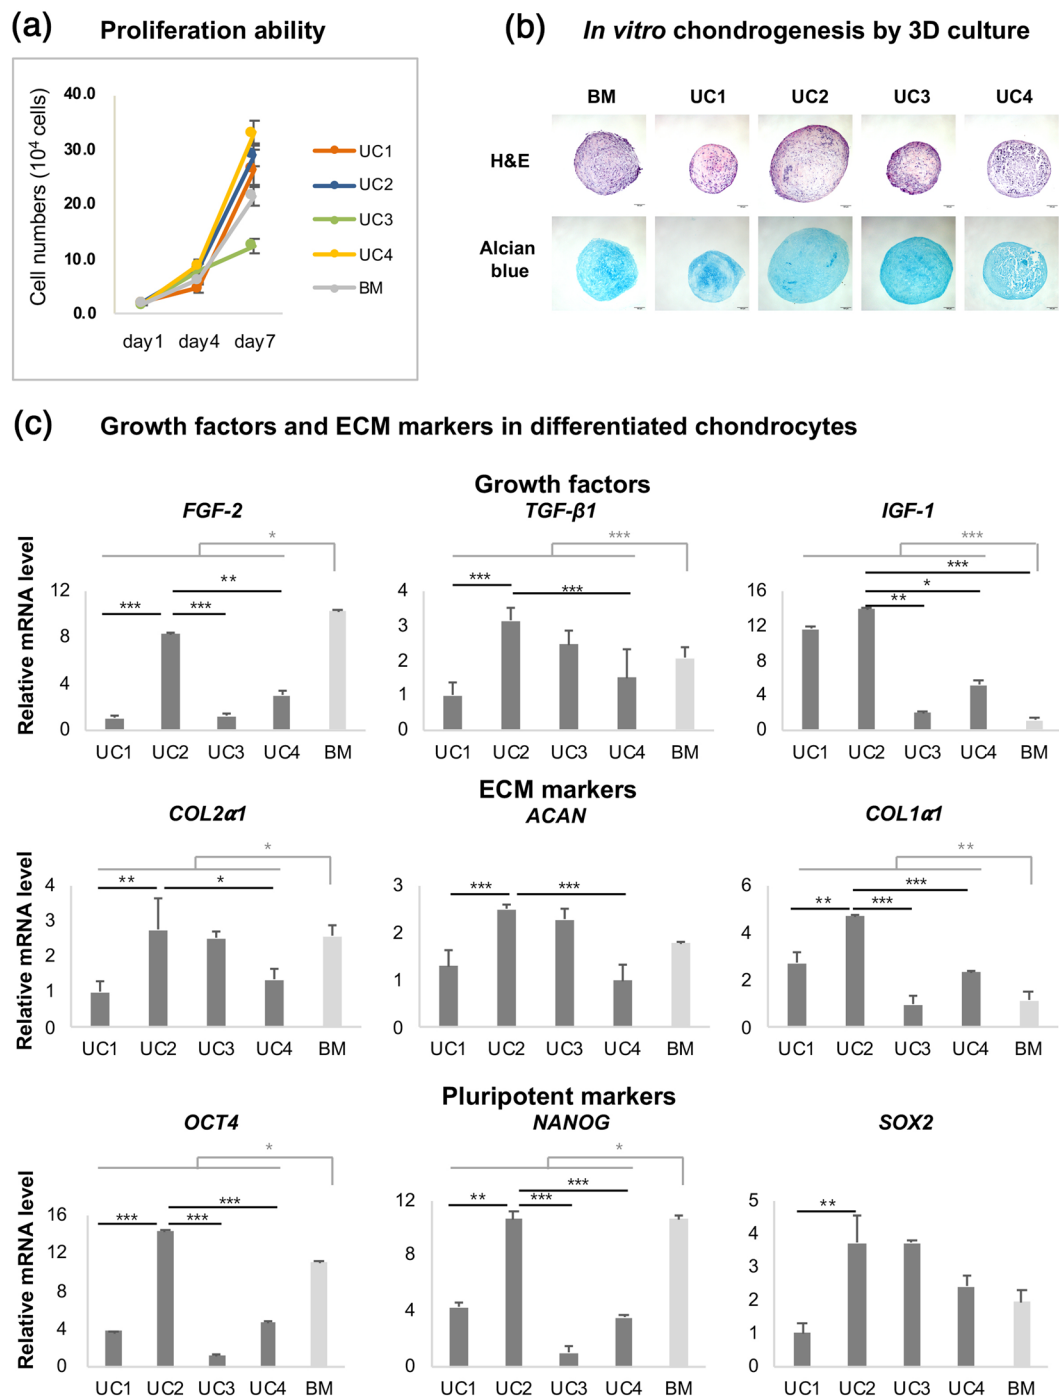 (a) Proliferation ability
Cell numbers (10⁴ cells)
40.0
30.0
20.0
10.0
0.0
day1 day4 day7
UC1
UC2
UC3
UC4
BM
(b) In vitro chondrogenesis by 3D culture
BM UC1 UC2 UC3 UC4
H&E
Alcian
blue
(c) Growth factors and ECM markers in differentiated chondrocytes
Growth factors
FGF-2 TGF-β1 IGF-1
Relative mRNA level
* *** ***
***
** *
*** *** *** *** **
12
8
4
0
UC1 UC2 UC3 UC4 BM
4
3
2
1
0
UC1 UC2 UC3 UC4 BM
16
12
8
4
0
UC1 UC2 UC3 UC4 BM
ECM markers
COL2α1 ACAN COL1α1
Relative mRNA level
* **
***
** * *** *** ** ***
4
3
2
1
0
UC1 UC2 UC3 UC4 BM
3
2
1
0
UC1 UC2 UC3 UC4 BM
6
4
2
0
UC1 UC2 UC3 UC4 BM
Pluripotent markers
OCT4 NANOG SOX2
Relative mRNA level
* *
*** ***
*** *** ** *** **
16
12
8
4
0
UC1 UC2 UC3 UC4 BM
12
8
4
0
UC1 UC2 UC3 UC4 BM
5
4
3
2
1
0
UC1 UC2 UC3 UC4 BM